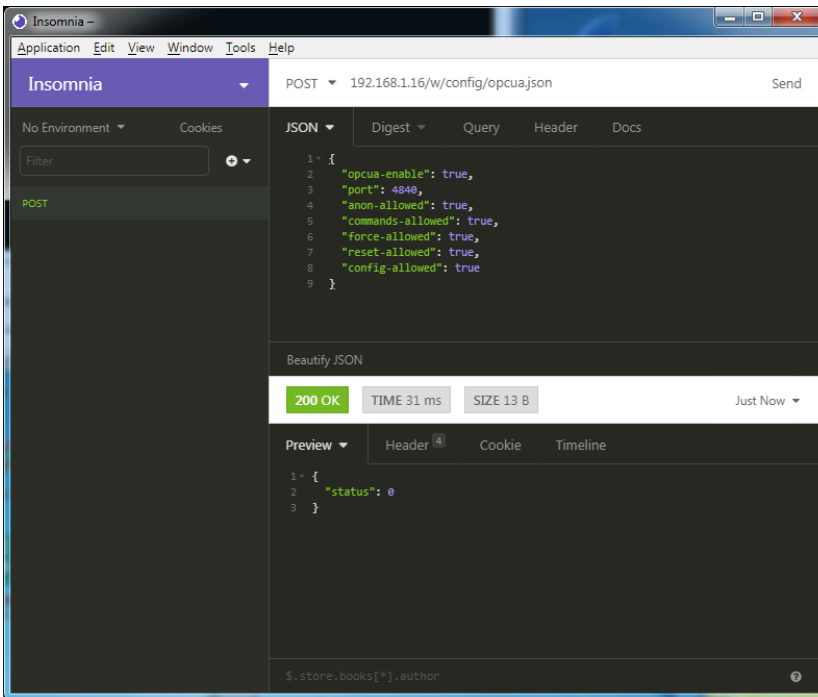 Insomnia –
Application Edit View Window Tools Help
Insomnia
POST 192.168.1.16/w/config/opcua.json Send
No Environment Cookies
JSON Digest Query Header Docs
Filter
POST
1 {
2 "opcua-enable": true,
3 "port": 4840,
4 "anon-allowed": true,
5 "commands-allowed": true,
6 "force-allowed": true,
7 "reset-allowed": true,
8 "config-allowed": true
9 }
Beautify JSON
200 OK TIME 31 ms SIZE 13 B Just Now
Preview Header 4 Cookie Timeline
1 {
2 "status": 0
3 }
$.store.books[*].author